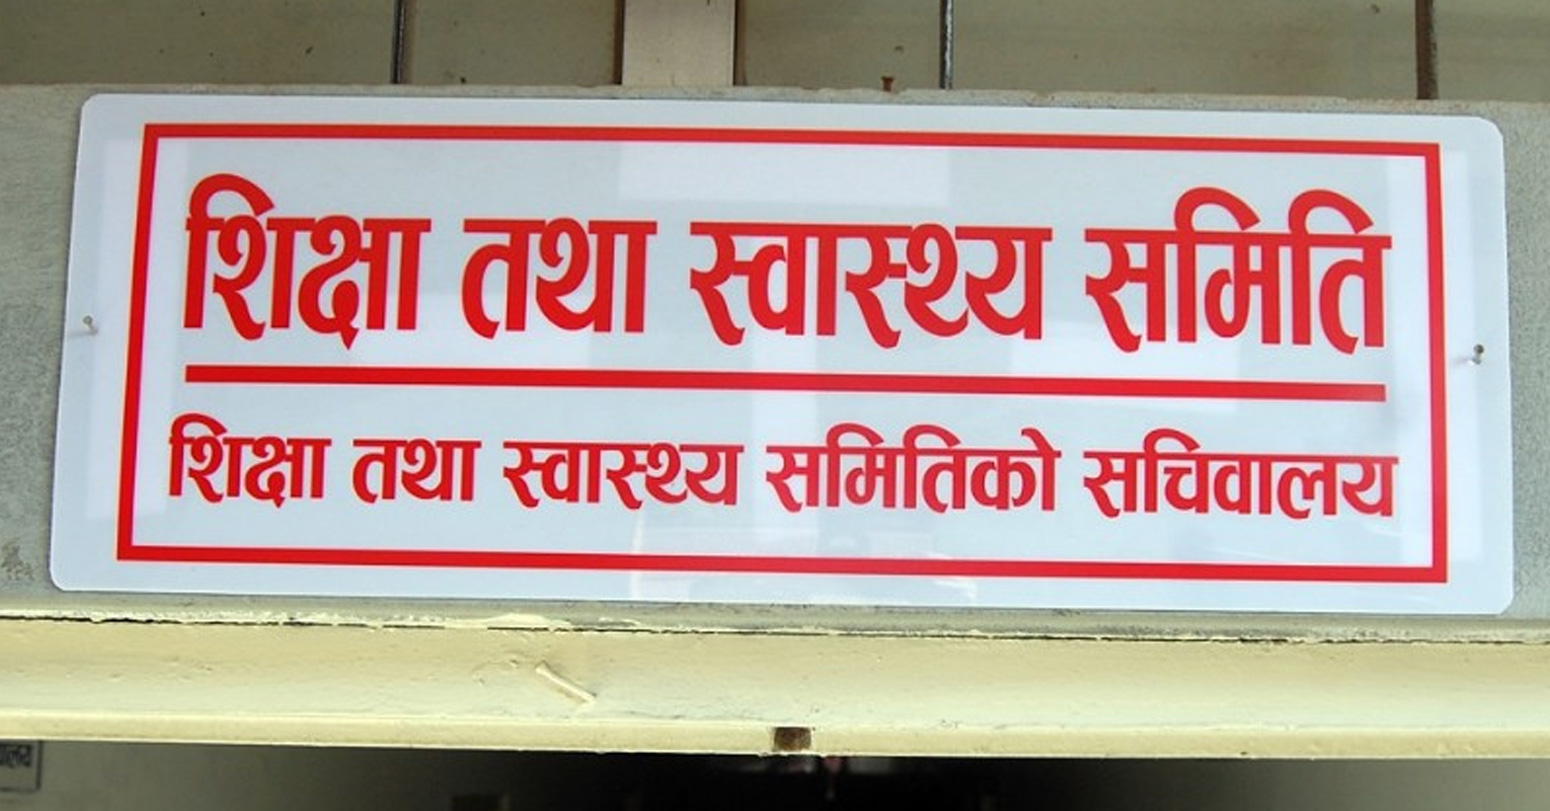 शिक्षा तथा स्वास्थ्य समिति
शिक्षा तथा स्वास्थ्य समितिको सचिवालय